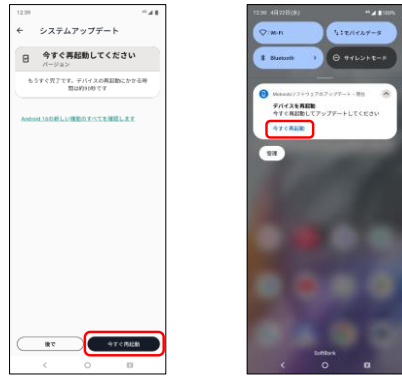 12:39
100%
システムアップデート
今すぐ再起動してください
バージョン
もうすぐ完了です。デバイスの再起動にかかる時
間は約90秒です
Android 16の新しい機能のすべてを確認します
後で
今すぐ再起動
12:39 4月22日(水)
Wi-Fi
モバイルデータ
Bluetooth
サイレントモード
Motorolaソフトウェアのアップデート・現在
デバイスを再起動
今すぐ再起動してアップデートしてください
今すぐ再起動
管理
SoftBank